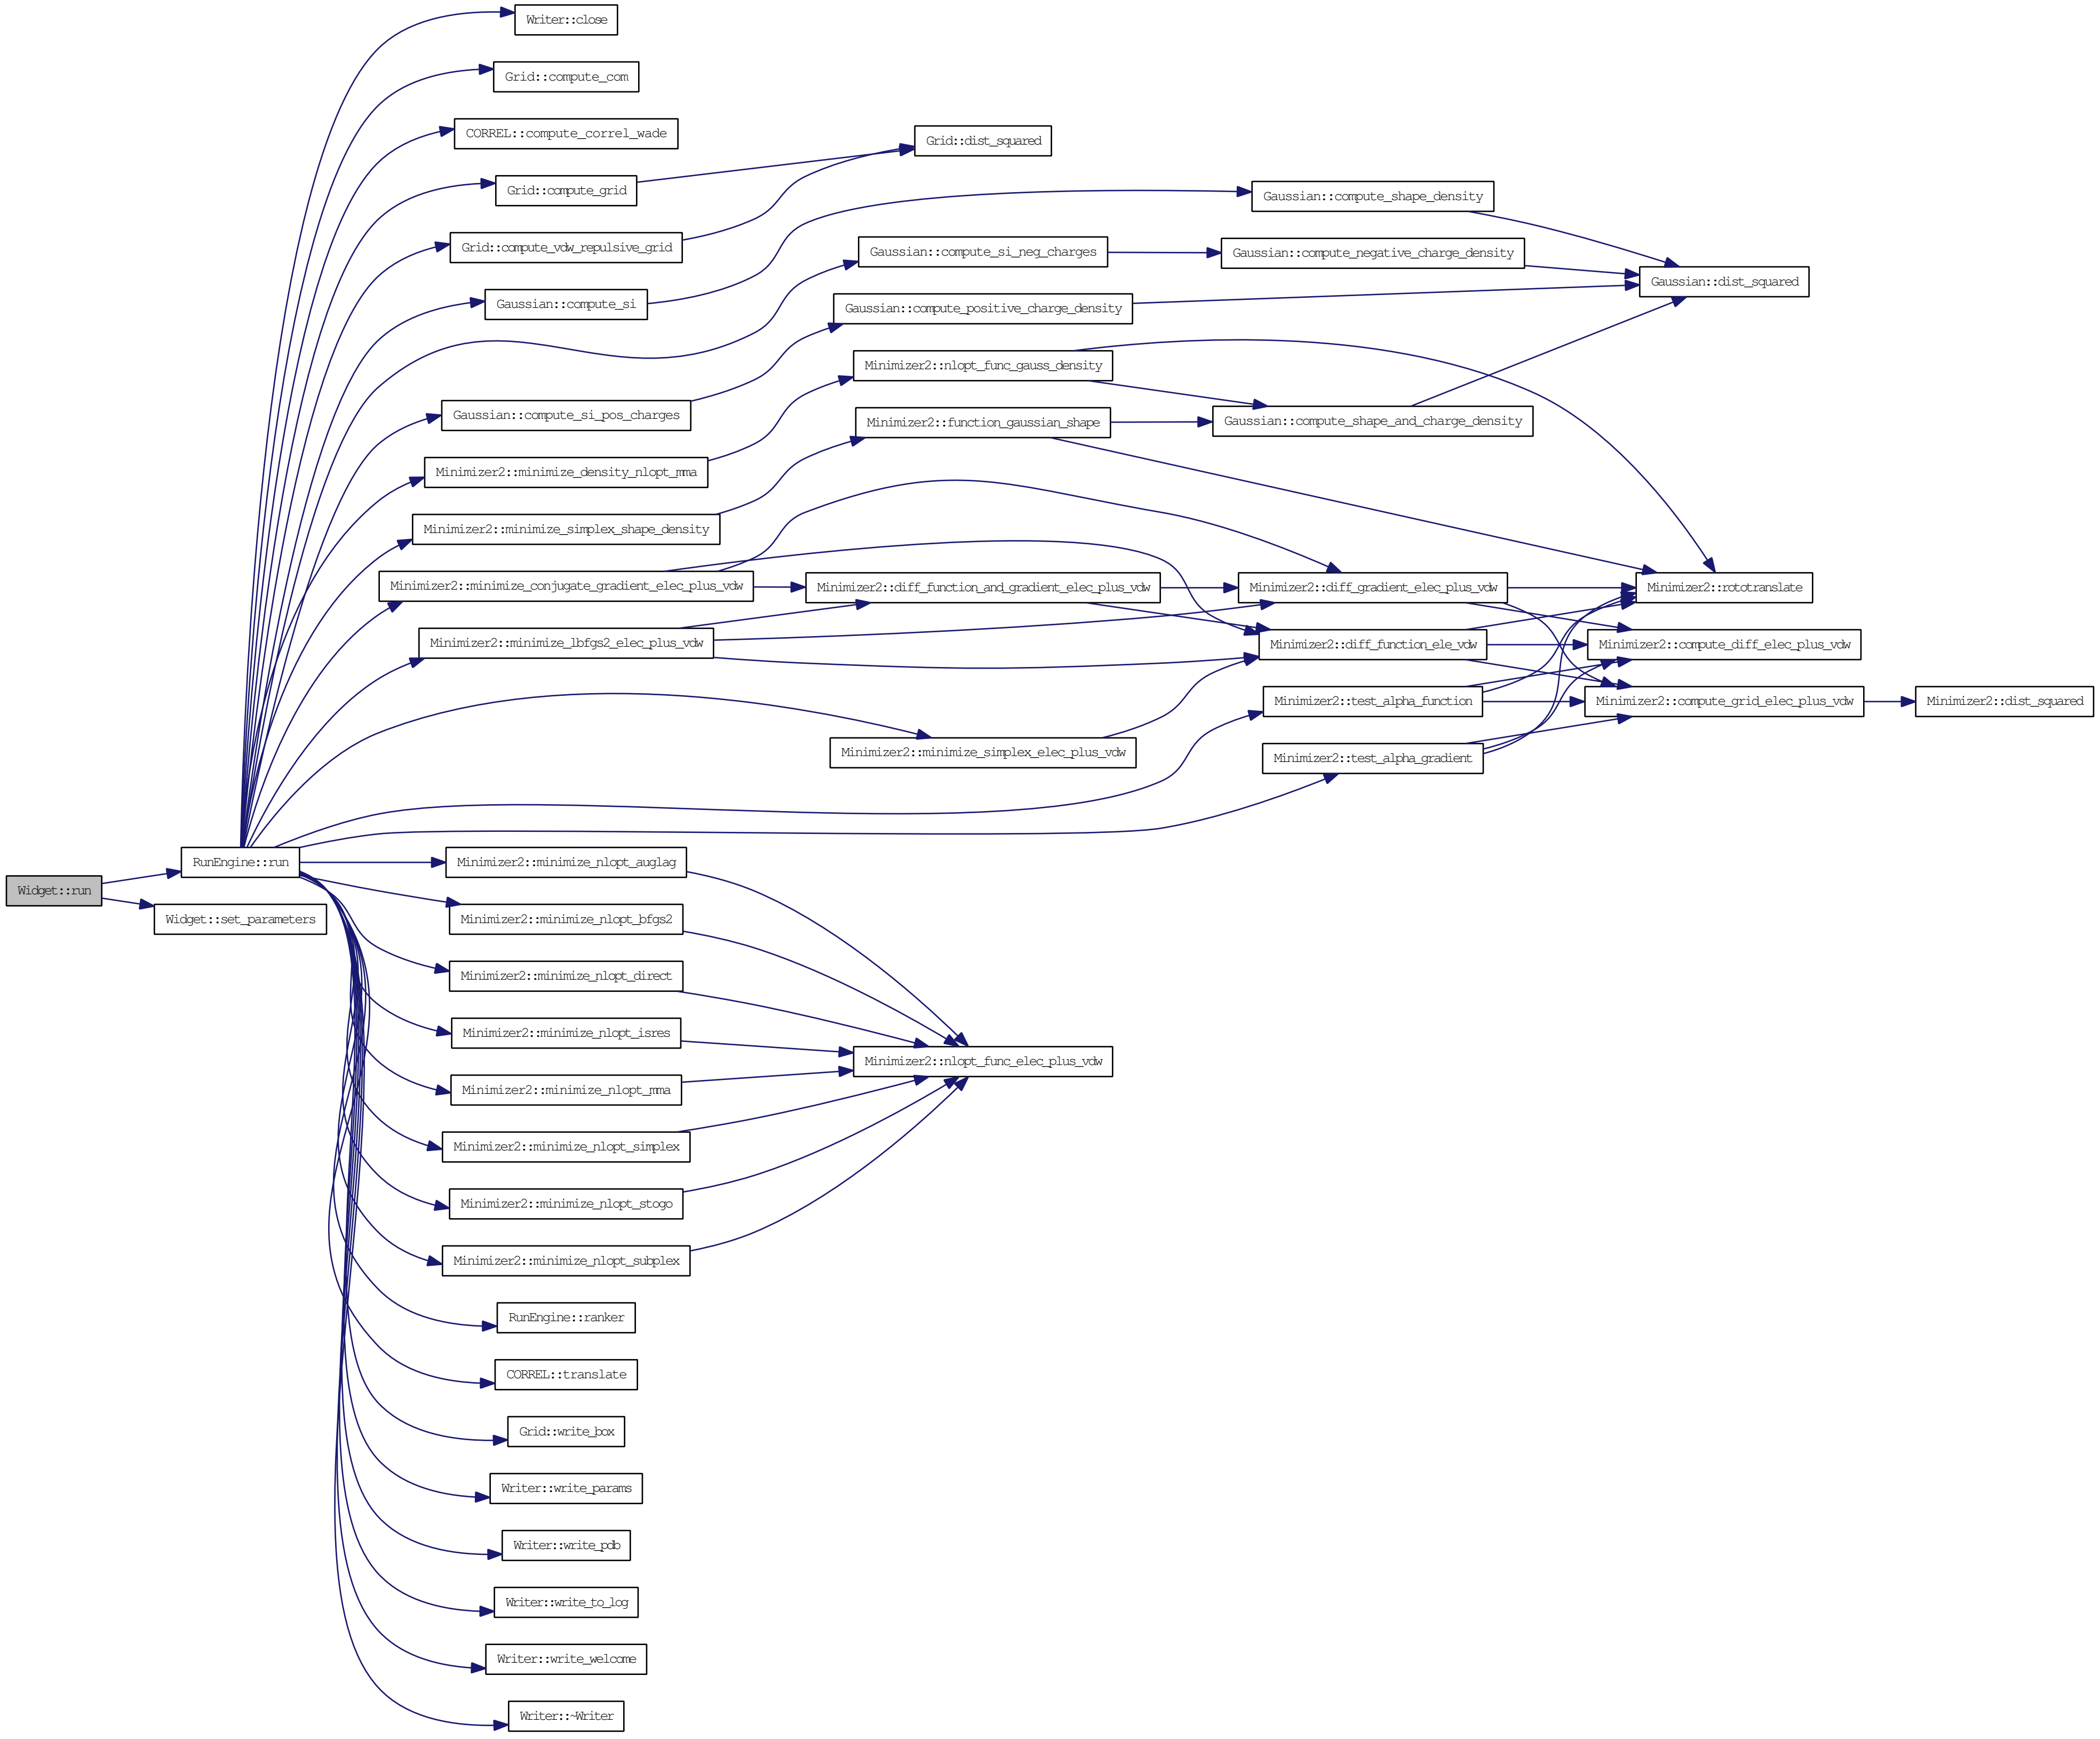 Writer::close
Grid::compute_com
CORREL::compute_correl_wade
Grid::dist_squared
Grid::compute_grid
Gaussian::compute_shape_density
Grid::compute_vdw_repulsive_grid
Gaussian::compute_si_neg_charges
Gaussian::compute_negative_charge_density
Gaussian::dist_squared
Gaussian::compute_si
Gaussian::compute_positive_charge_density
Minimizer2::nlopt_func_gauss_density
Gaussian::compute_si_pos_charges
Minimizer2::function_gaussian_shape
Gaussian::compute_shape_and_charge_density
Minimizer2::minimize_density_nlopt_mma
Minimizer2::minimize_simplex_shape_density
Minimizer2::minimize_conjugate_gradient_elec_plus_vdw
Minimizer2::diff_function_and_gradient_elec_plus_vdw
Minimizer2::diff_gradient_elec_plus_vdw
Minimizer2::rototranslate
Minimizer2::minimize_lbfgs2_elec_plus_vdw
Minimizer2::diff_function_ele_vdw
Minimizer2::compute_diff_elec_plus_vdw
Minimizer2::test_alpha_function
Minimizer2::compute_grid_elec_plus_vdw
Minimizer2::dist_squared
Minimizer2::minimize_simplex_elec_plus_vdw
Minimizer2::test_alpha_gradient
RunEngine::run
Minimizer2::minimize_nlopt_auglag
Widget::run
Widget::set_parameters
Minimizer2::minimize_nlopt_bfgs2
Minimizer2::minimize_nlopt_direct
Minimizer2::minimize_nlopt_isres
Minimizer2::nlopt_func_elec_plus_vdw
Minimizer2::minimize_nlopt_mma
Minimizer2::minimize_nlopt_simplex
Minimizer2::minimize_nlopt_stogo
Minimizer2::minimize_nlopt_subplex
RunEngine::ranker
CORREL::translate
Grid::write_box
Writer::write_params
Writer::write_pdb
Writer::write_to_log
Writer::write_welcome
Writer::~Writer